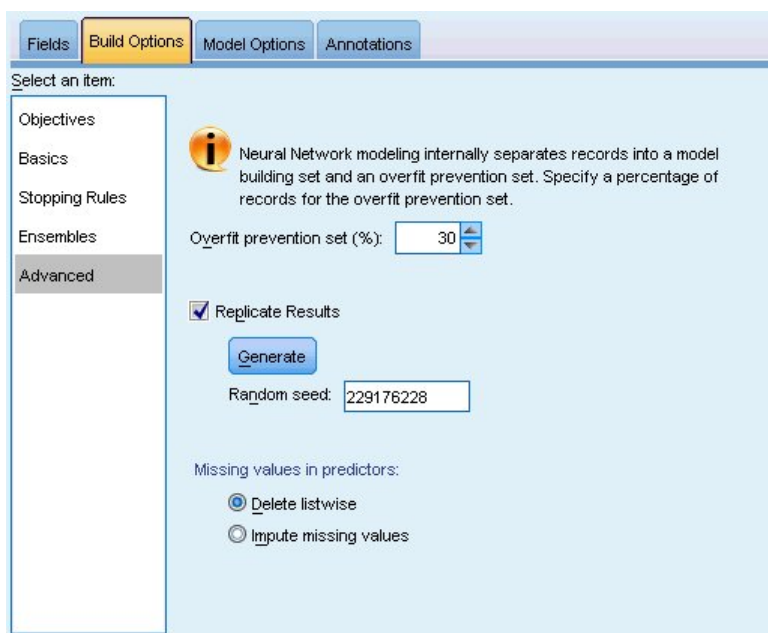 Fields Build Options Model Options Annotations
Select an item:
Objectives
Basics
Stopping Rules
Ensembles
Advanced
i
Neural Network modeling internally separates records into a model
building set and an overfit prevention set. Specify a percentage of
records for the overfit prevention set.
Overfit prevention set (%): 30
Replicate Results
Generate
Random seed: 229176228
Missing values in predictors:
Delete listwise
Impute missing values